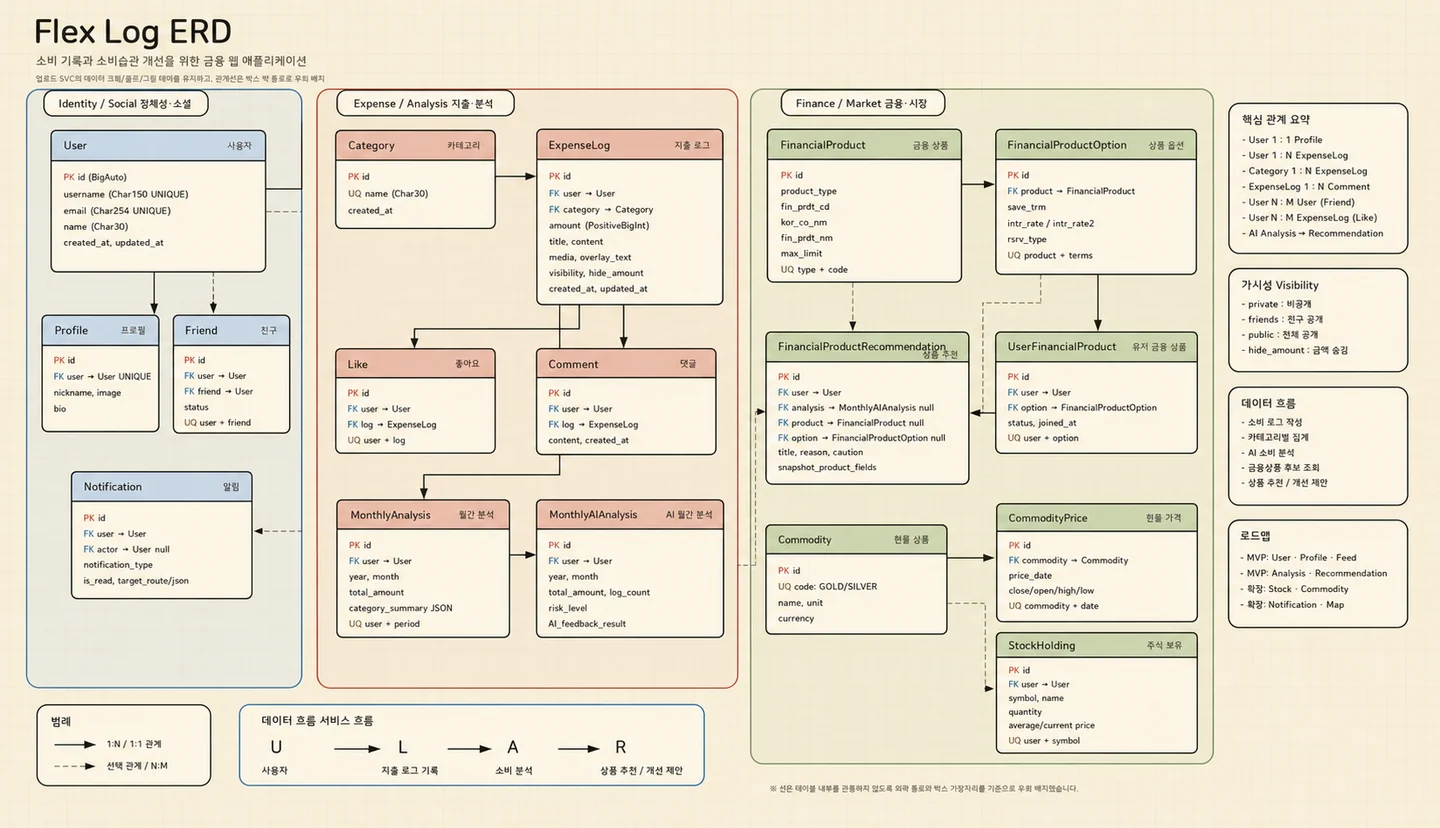 Flex Log ERD
소비 기록과 소비습관 개선을 위한 금융 웹 애플리케이션
업로드 SVC의 데이터 크폐/플프/그림 테마를 유지하고, 관계선은 박스 밖 통로로 우회 배치
Identity / Social 정체성·소셜
User 사용자
PK id (BigAuto)
username (Char150 UNIQUE)
email (Char254 UNIQUE)
name (Char30)
created_at, updated_at
Profile 프로필
PK id
FK user → User UNIQUE
nickname, image
bio
Friend 친구
PK id
FK user → User
FK friend → User
status
UQ user + friend
Notification 알림
PK id
FK user → User
FK actor → User null
notification_type
is_read, target_route/json
Expense / Analysis 지출·분석
Category 카테고리
PK id
UQ name (Char30)
created_at
ExpenseLog 지출 로그
PK id
FK user → User
FK category → Category
amount (PositiveBigInt)
title, content
media, overlay_text
visibility, hide_amount
created_at, updated_at
Like 좋아요
PK id
FK user → User
FK log → ExpenseLog
UQ user + log
Comment 댓글
PK id
FK user → User
FK log → ExpenseLog
content, created_at
MonthlyAnalysis 월간 분석
PK id
FK user → User
year, month
total_amount
category_summary JSON
UQ user + period
MonthlyAIAnalysis AI 월간 분석
PK id
FK user → User
year, month
total_amount, log_count
risk_level
AI_feedback_result
Finance / Market 금융·시장
FinancialProduct 금융 상품
PK id
product_type
fin_prdt_cd
kor_co_nm
fin_prdt_nm
max_limit
UQ type + code
FinancialProductOption 상품 옵션
PK id
FK product → FinancialProduct
save_trm
intr_rate / intr_rate2
rsrv_type
UQ product + terms
FinancialProductRecommendation
상품 추천
PK id
FK user → User
FK analysis → MonthlyAIAnalysis null
FK product → FinancialProduct null
FK option → FinancialProductOption null
title, reason, caution
snapshot_product_fields
UserFinancialProduct 유저 금융 상품
PK id
FK user → User
FK option → FinancialProductOption
status, joined_at
UQ user + option
Commodity 현물 상품
PK id
UQ code: GOLD/SILVER
name, unit
currency
CommodityPrice 현물 가격
PK id
FK commodity → Commodity
price_date
close/open/high/low
UQ commodity + date
StockHolding 주식 보유
PK id
FK user → User
symbol, name
quantity
average/current price
UQ user + symbol
핵심 관계 요약
- User 1 : 1 Profile
- User 1 : N ExpenseLog
- Category 1 : N ExpenseLog
- ExpenseLog 1 : N Comment
- User N : M User (Friend)
- User N : M ExpenseLog (Like)
- AI Analysis → Recommendation
가시성 Visibility
- private : 비공개
- friends : 친구 공개
- public : 전체 공개
- hide_amount : 금액 숨김
데이터 흐름
- 소비 로그 작성
- 카테고리별 집계
- AI 소비 분석
- 금융상품 후보 조회
- 상품 추천 / 개선 제안
로드맵
- MVP: User · Profile · Feed
- MVP: Analysis · Recommendation
- 확장: Stock · Commodity
- 확장: Notification · Map
범례
1:N / 1:1 관계
선택 관계 / N:M
데이터 흐름 서비스 흐름
U L A R
사용자 지출 로그 기록 소비 분석 상품 추천 / 개선 제안
※ 선은 테이블 내부를 관통하지 않도록 외곽 통로와 박스 가장자리를 기준으로 우회 배치했습니다.